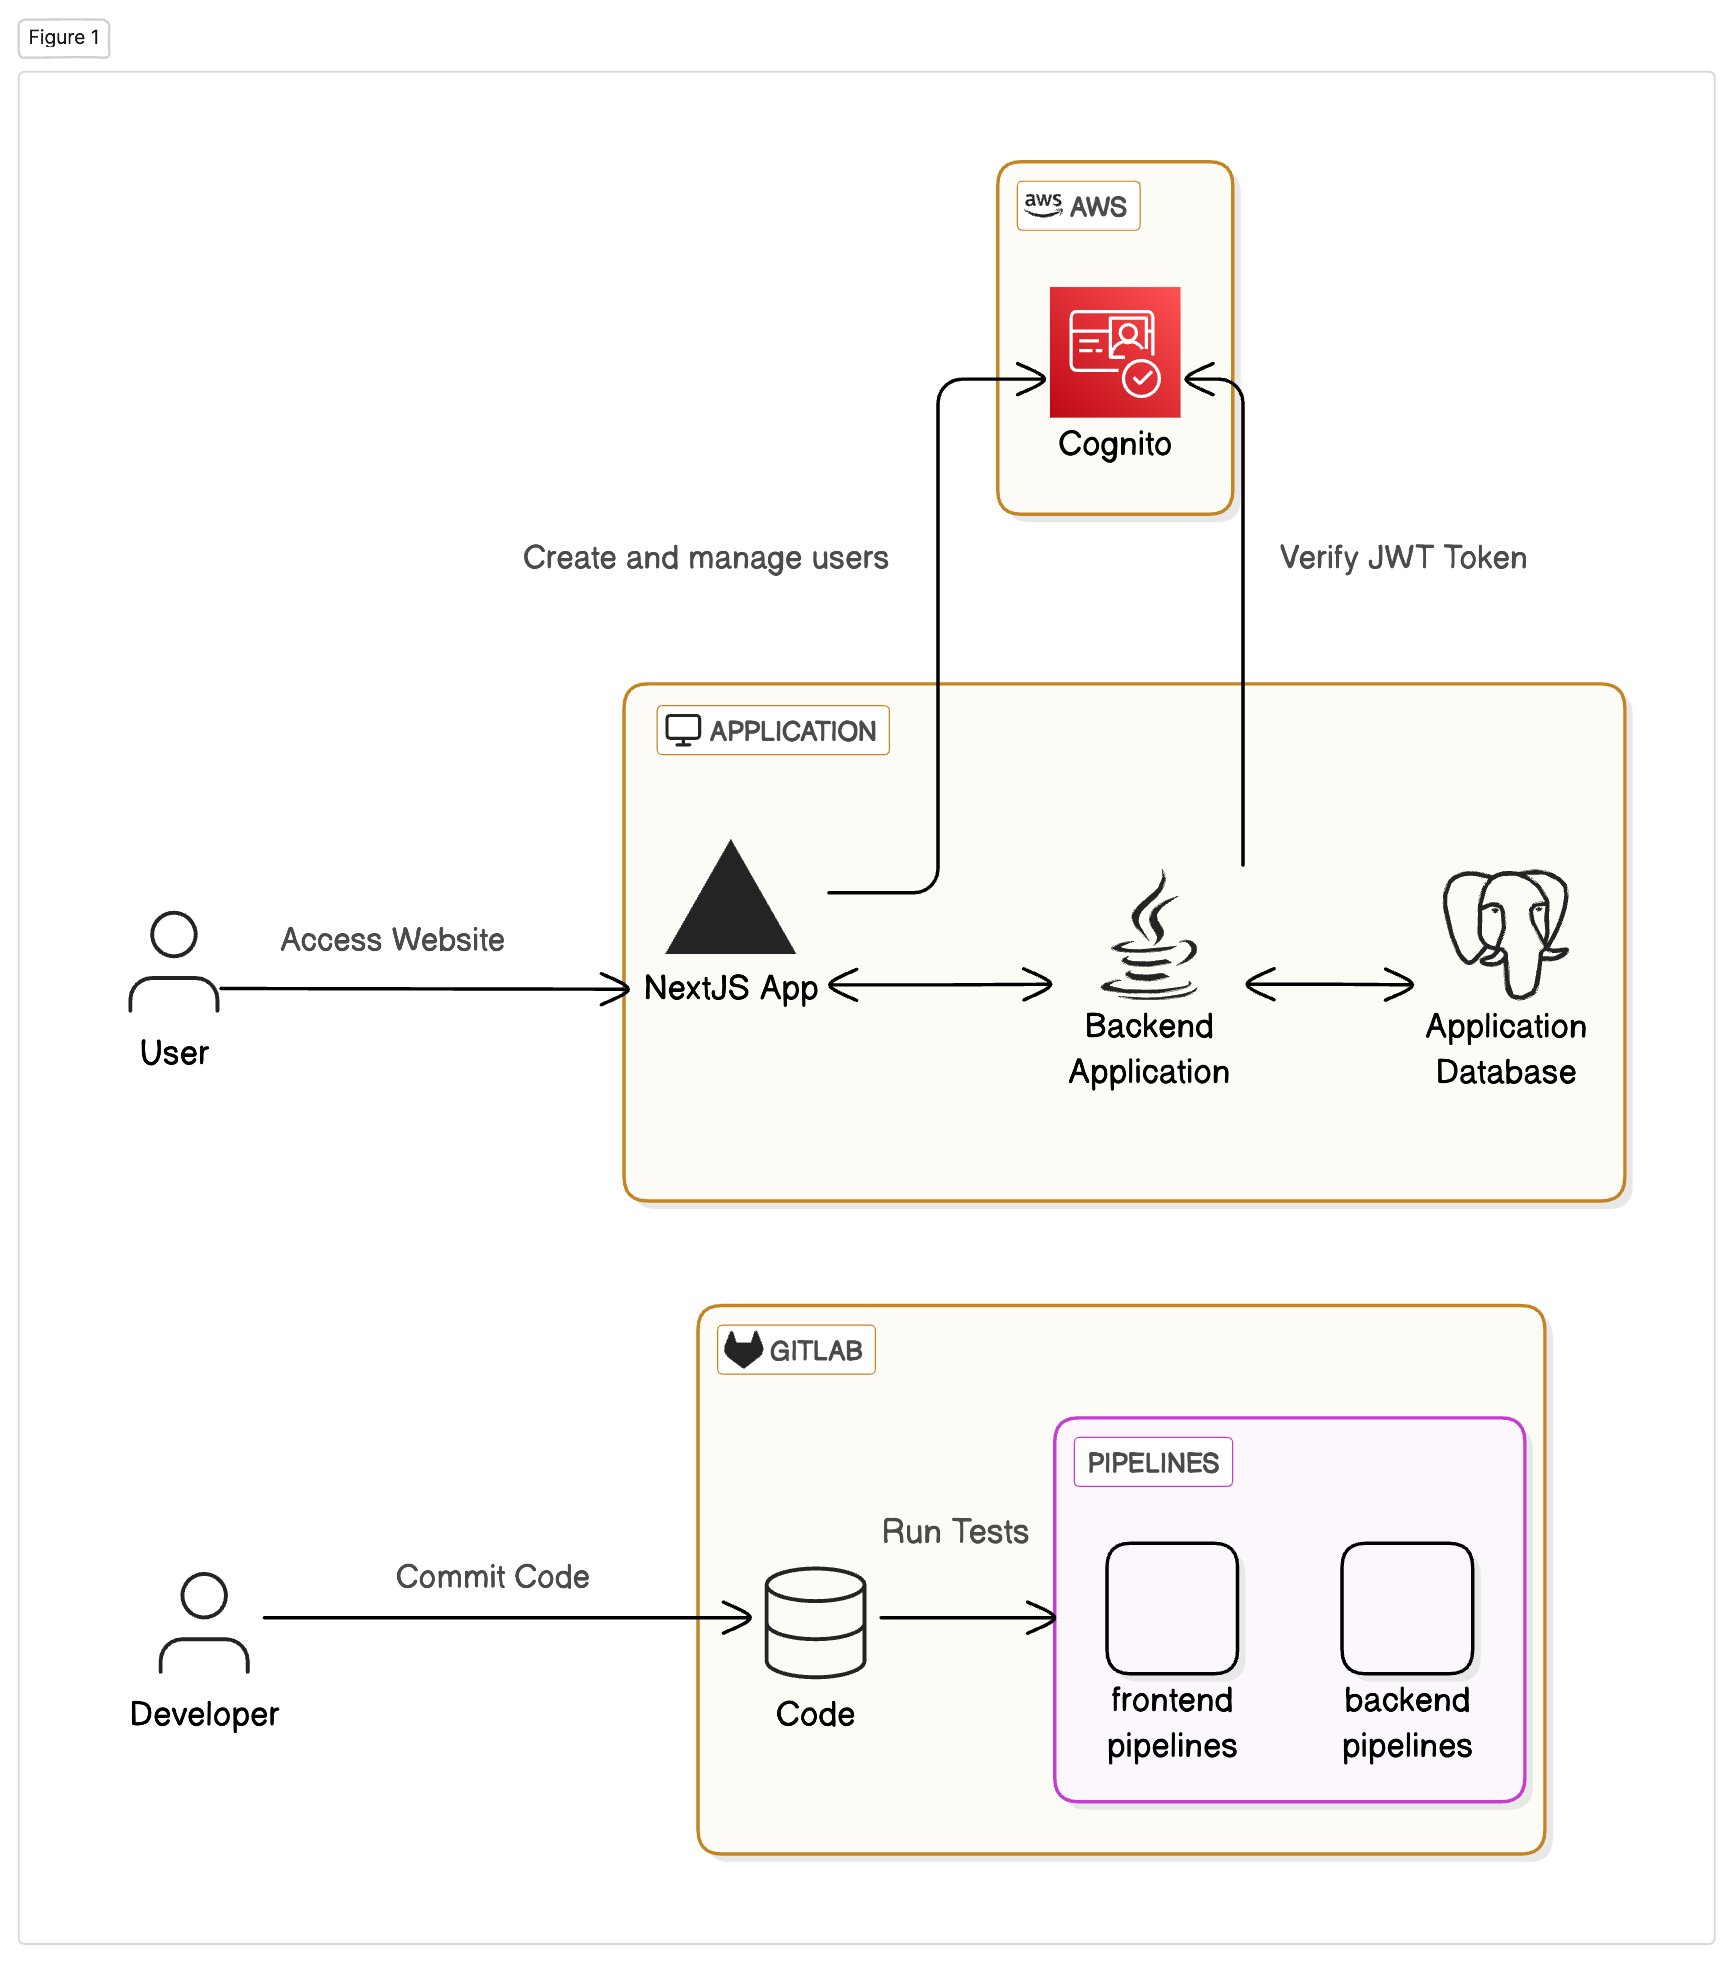 Figure 1
aws AWS
Cognito
Create and manage users
Verify JWT Token
APPLICATION
Access Website
NextJS App
User
Backend
Application
Application
Database
GITLAB
PIPELINES
Run Tests
Commit Code
Developer
Code
frontend
pipelines
backend
pipelines